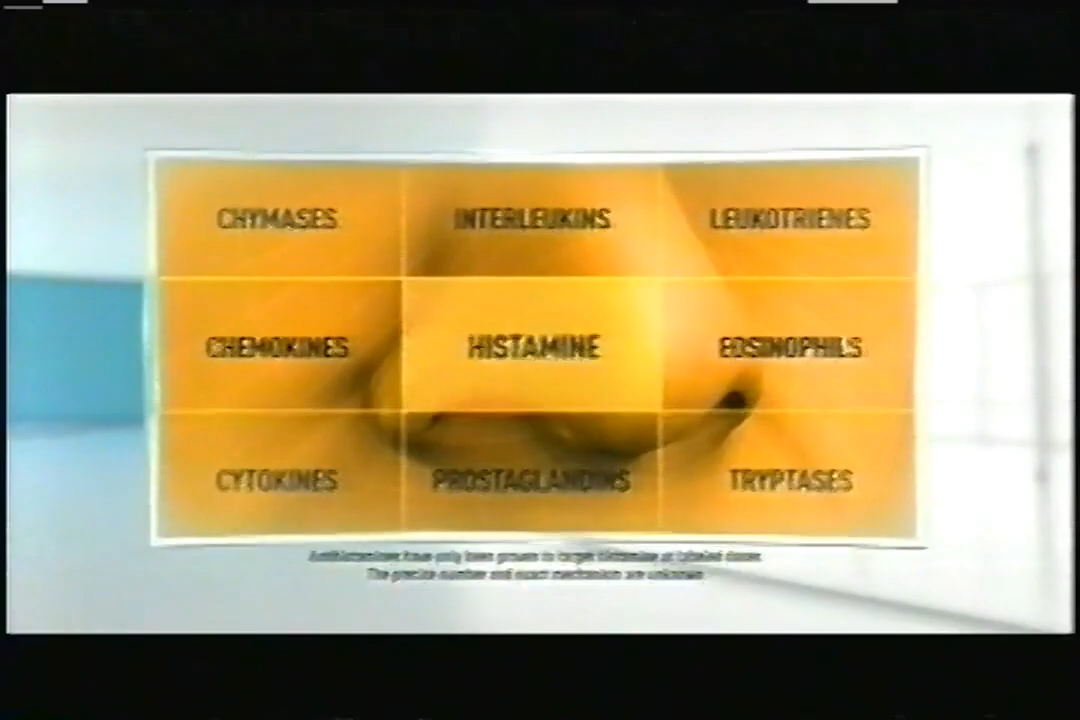 CHYMASES INTERLEUKINS LEUKOTRIENES
CHEMOKINES HISTAMINE EOSINOPHILS
CYTOKINES PROSTAGLANDINS TRYPTASES
Antihistamines have only been proven to target histamine at labeled doses.
The precise number and exact mechanism are unknown.